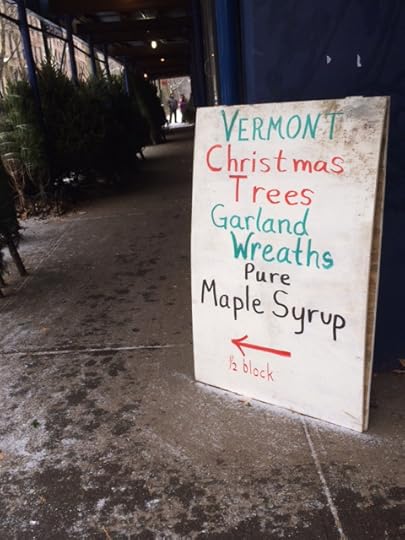 VERMONT
Christmas
Trees
Garland
Wreaths
Pure
Maple Syrup
½ block